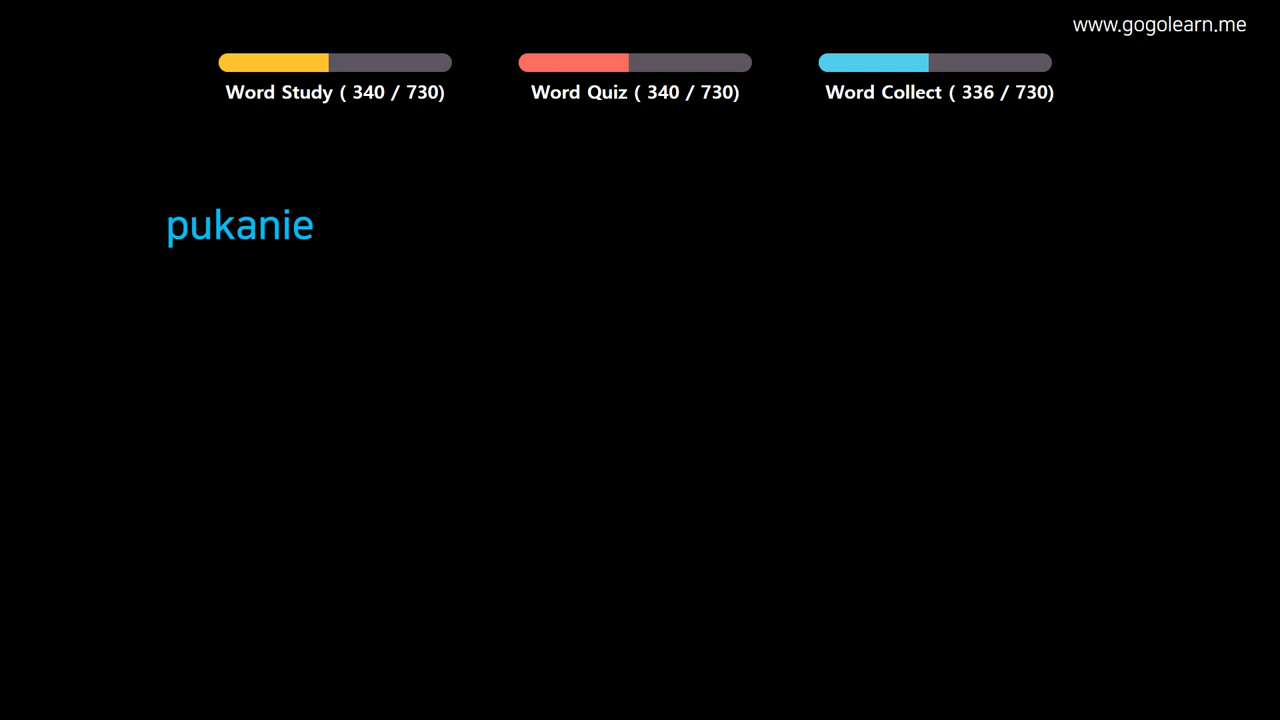 www.gogolearn.me
Word Study ( 340 / 730)
Word Quiz ( 340 / 730)
Word Collect ( 336 / 730)
pukanie